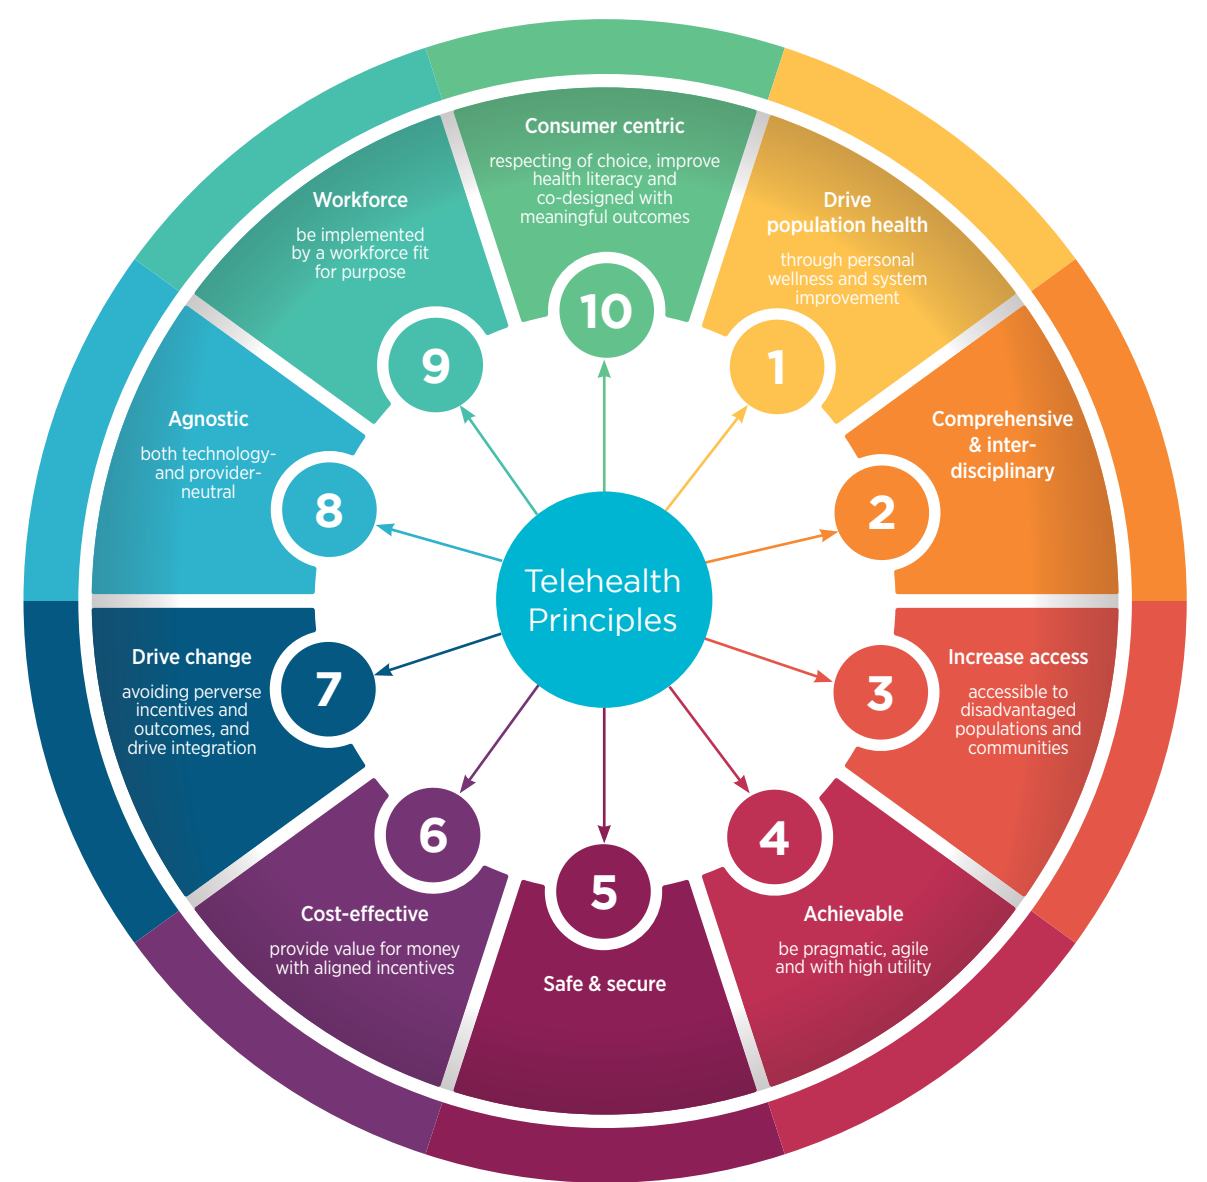 Telehealth
Principles
1
Drive
population health
through personal
wellness and system
improvement
2
Comprehensive
& inter-
disciplinary
3
Increase access
accessible to
disadvantaged
populations and
communities
4
Achievable
be pragmatic, agile
and with high utility
5
Safe & secure
6
Cost-effective
provide value for money
with aligned incentives
7
Drive change
avoiding perverse
incentives and
outcomes, and
drive integration
8
Agnostic
both technology-
and provider-
neutral
9
Workforce
be implemented
by a workforce fit
for purpose
10
Consumer centric
respecting of choice, improve
health literacy and
co-designed with
meaningful outcomes